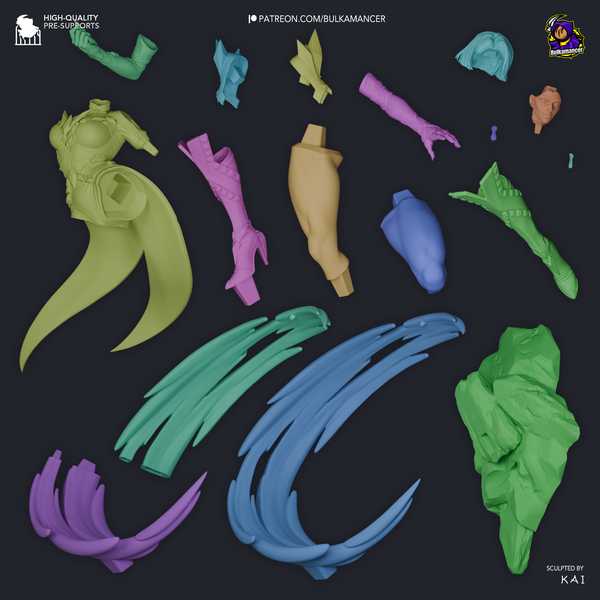 HIGH-QUALITY
PRE-SUPPORTS
PATREON.COM/BULKAMANCER
Bulkamancer
SCULPTED BY
KAI